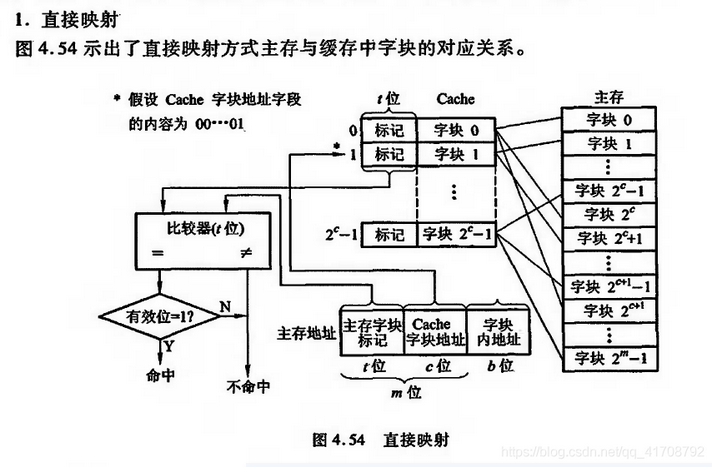 1. 直接映射
图 4.54 示出了直接映射方式主存与缓存中字块的对应关系。
* 假设 Cache 字块地址字段
的内容为 00…01
t 位
Cache
主存
0
标记
字块 0
字块 0
*
1
标记
字块 1
字块 1
⋮
⋮
字块 2^c-1
2^c-1
标记
字块 2^c-1
字块 2^c
字块 2^c+1
⋮
字块 2^{c+1}-1
字块 2^{c+1}
⋮
字块 2^m-1
比较器(t 位)
=
≠
有效位=1?
N
Y
命中
不命中
主存地址
主存字块
标记
Cache
字块地址
字块
内地址
t 位
c 位
b 位
m 位
图 4.54 直接映射
https://blog.csdn.net/qq_41708792